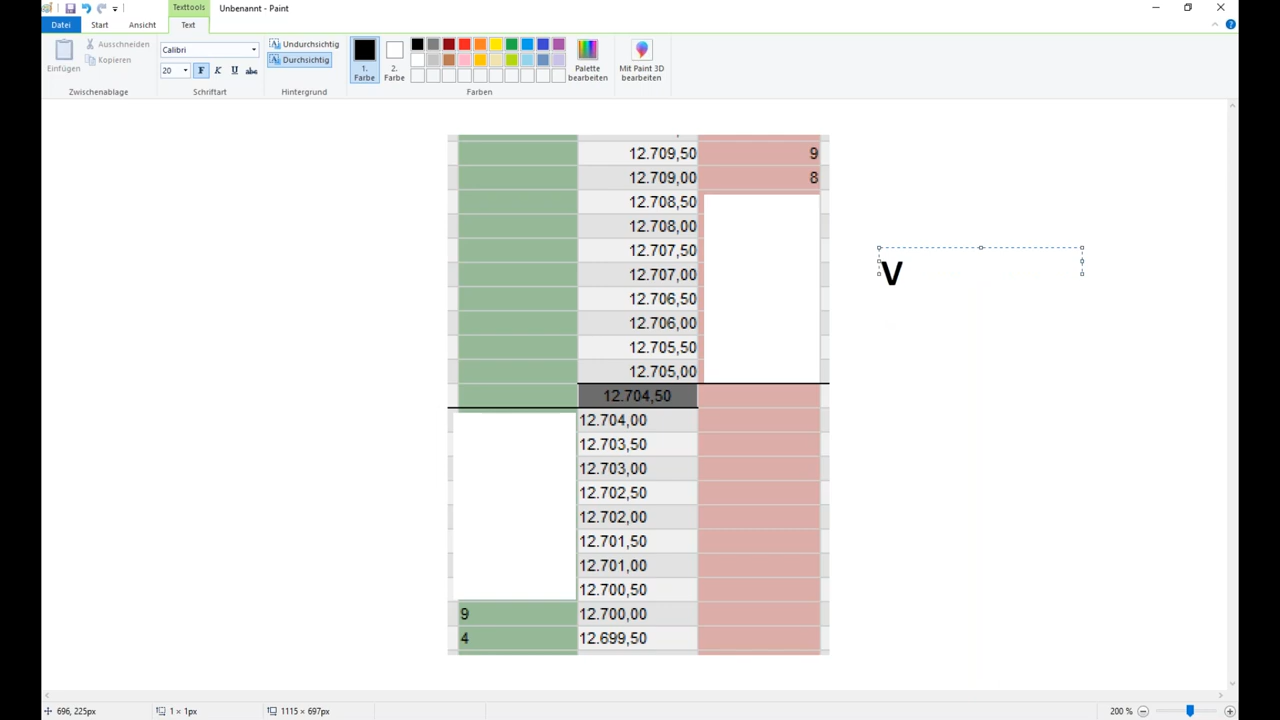 Texttools
Unbenannt - Paint
Datei
Start
Ansicht
Text
Einfügen
Ausschneiden
Kopieren
Zwischenablage
Calibri
20
F K U abc
Schriftart
Undurchsichtig
Durchsichtig
Hintergrund
1.
Farbe
2.
Farbe
Farben
Palette
bearbeiten
Mit Paint 3D
bearbeiten
12.709,50 9
12.709,00 8
12.708,50
12.708,00
12.707,50
12.707,00
12.706,50
12.706,00
12.705,50
12.705,00
12.704,50
12.704,00
12.703,50
12.703,00
12.702,50
12.702,00
12.701,50
12.701,00
12.700,50
9 12.700,00
4 12.699,50
V
696, 225px
1 × 1px
1115 × 697px
200 %